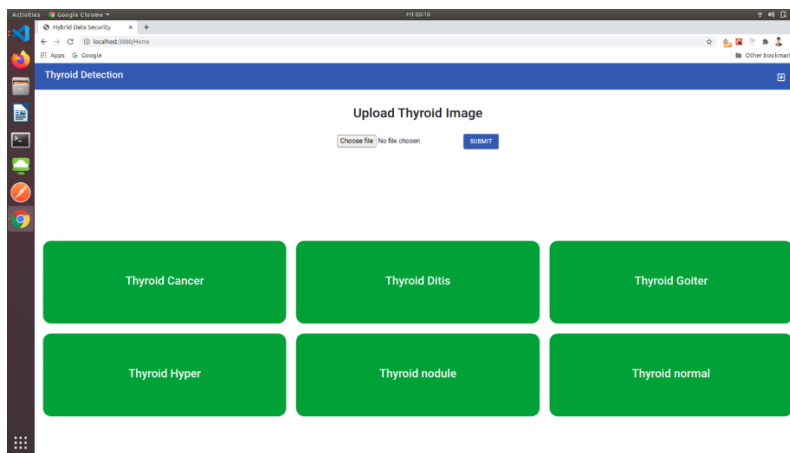 Activities Google Chrome ▾ Fri 06:10
Hybrid Data Security × +
localhost:3000/Home
Apps G Google Other bookmar
Thyroid Detection
Upload Thyroid Image
Choose file No file chosen SUBMIT
Thyroid Cancer Thyroid Ditis Thyroid Goiter
Thyroid Hyper Thyroid nodule Thyroid normal